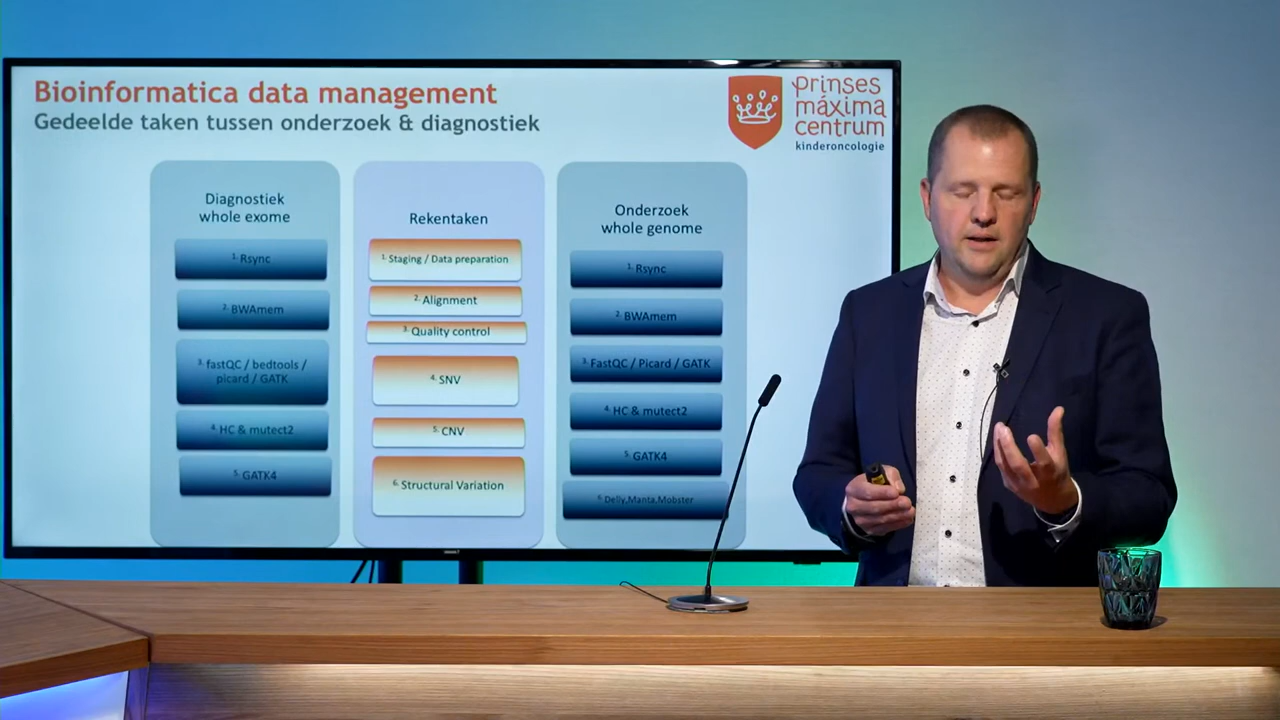 Bioinformatica data management
Gedeelde taken tussen onderzoek & diagnostiek
prinses
máxima
centrum
kinderoncologie
Diagnostiek
whole exome
1. Rsync
2. BWAmem
3. fastQC / bedtools /
picard / GATK
4. HC & mutect2
5. GATK4
Rekentaken
1. Staging / Data preparation
2. Alignment
3. Quality control
4. SNV
5. CNV
6. Structural Variation
Onderzoek
whole genome
1. Rsync
2. BWAmem
3. FastQC / Picard / GATK
4. HC & mutect2
5. GATK4
6. Delly,Manta,Mobster